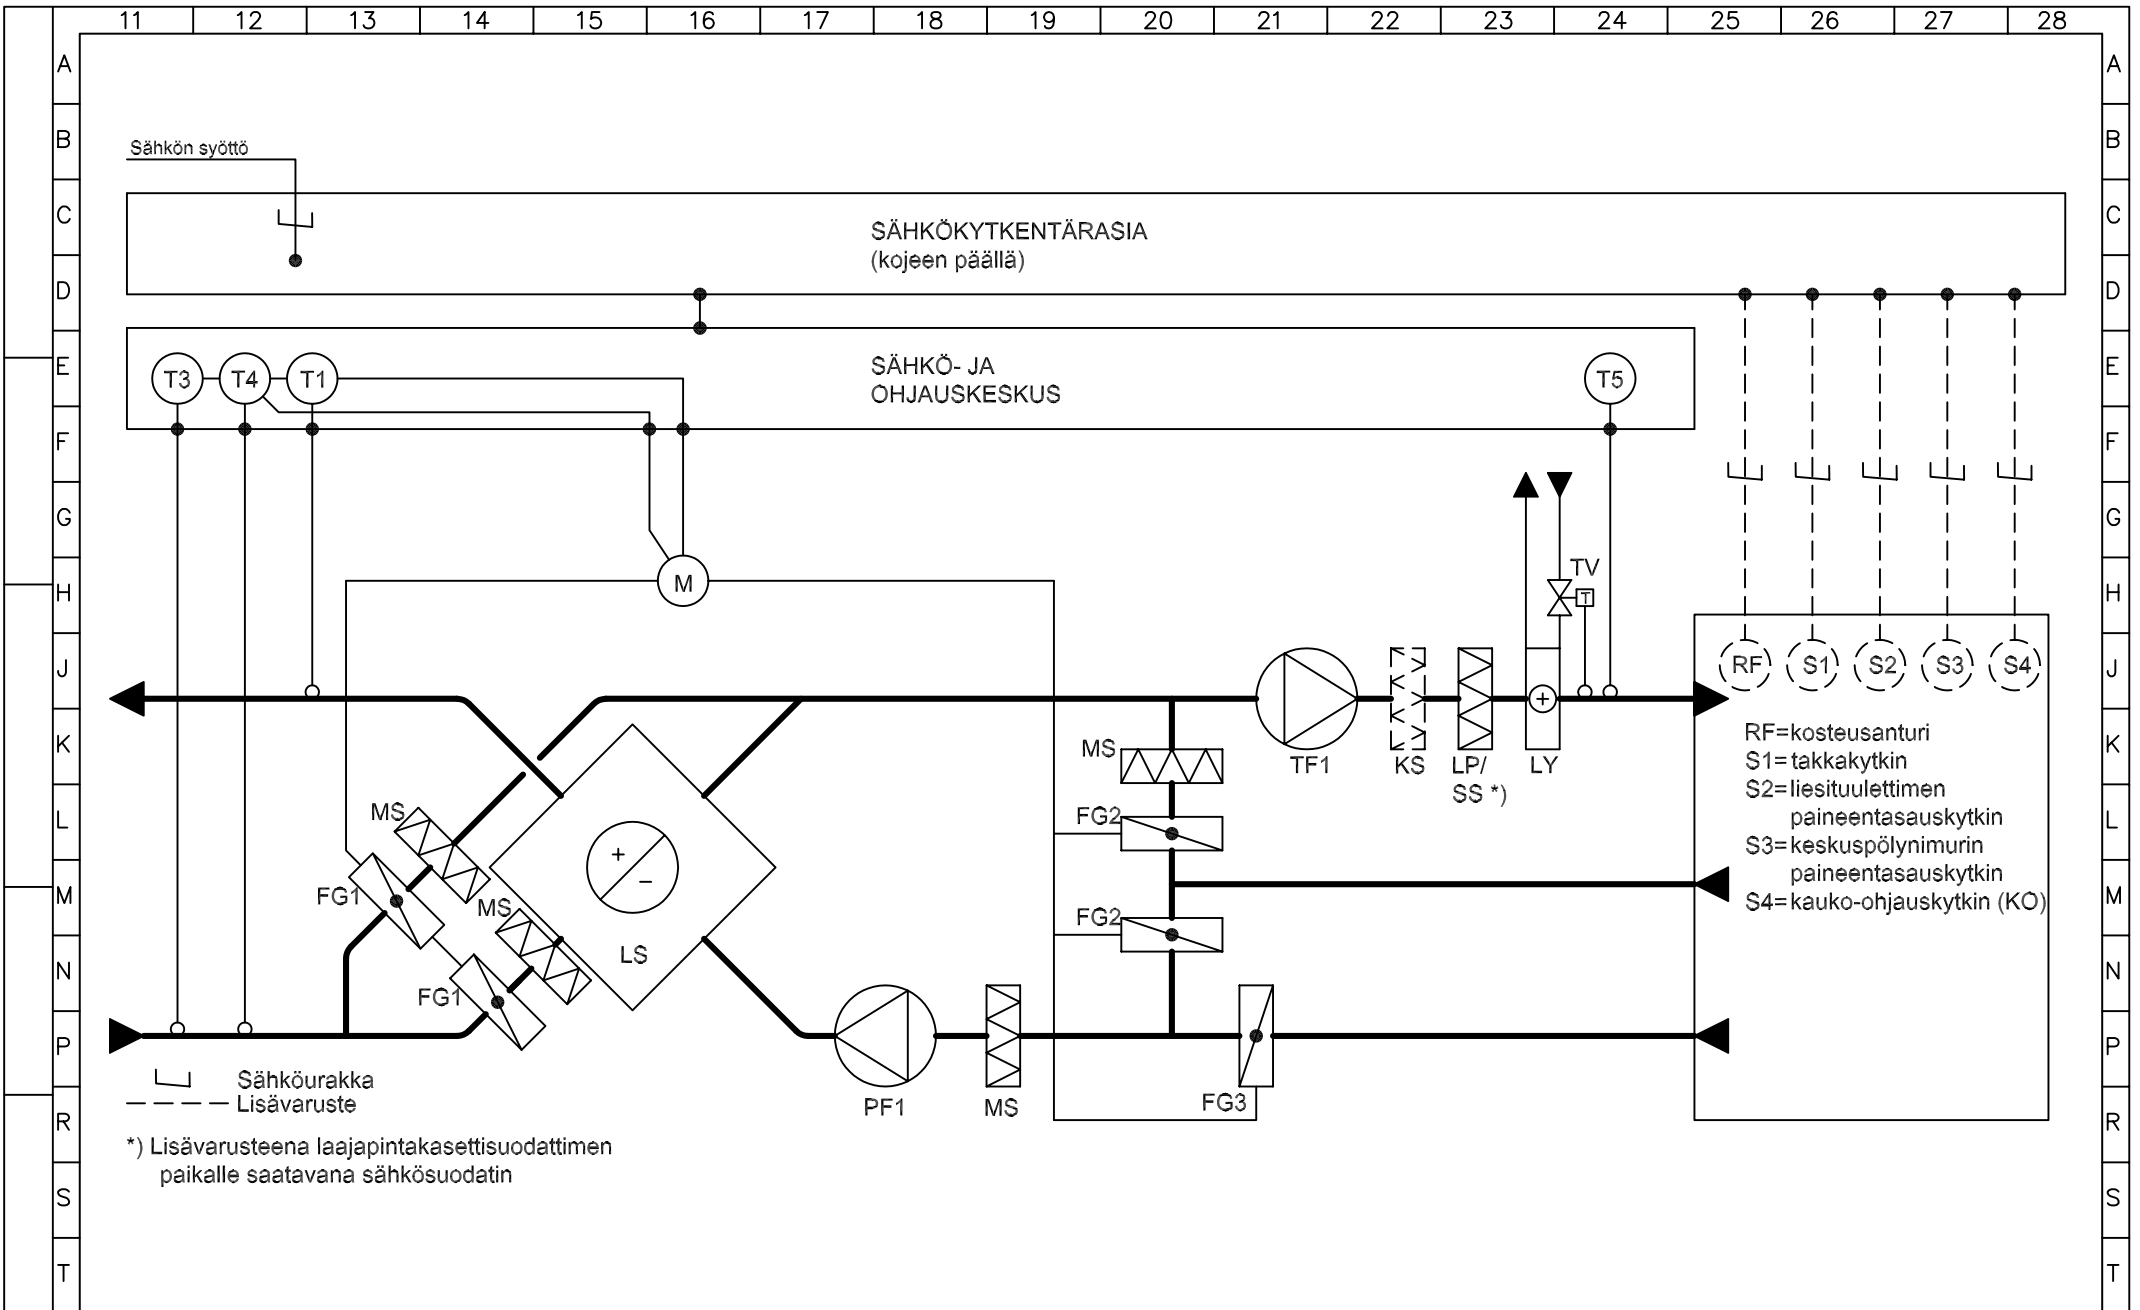 11 12 13 14 15 16 17 18 19 20 21 22 23 24 25 26 27 28
A A
B B
Sähkön syöttö
C C
SÄHKÖKYTKENTÄRASIA
(kojeen päällä)
D D
E E
T3 T4 T1
SÄHKÖ- JA
OHJAUSKESKUS
T5
F F
G G
H H
M
TV
T
J J
RF S1 S2 S3 S4
K K
MS
TF1
KS
LP/
SS *)
LY
RF=kosteusanturi
S1=takkakytkin
S2=liesituulettimen
paineentasauskytkin
S3=keskuspölynimurin
paineentasauskytkin
S4=kauko-ohjauskytkin (KO)
L L
MS
FG2
+
−
M M
FG1
MS
FG2
LS
N N
FG1
P P
Sähköurakka
Lisävaruste
PF1
MS
FG3
R R
*) Lisävarusteena laajapintakasettisuodattimen
paikalle saatavana sähkösuodatin
S S
T T